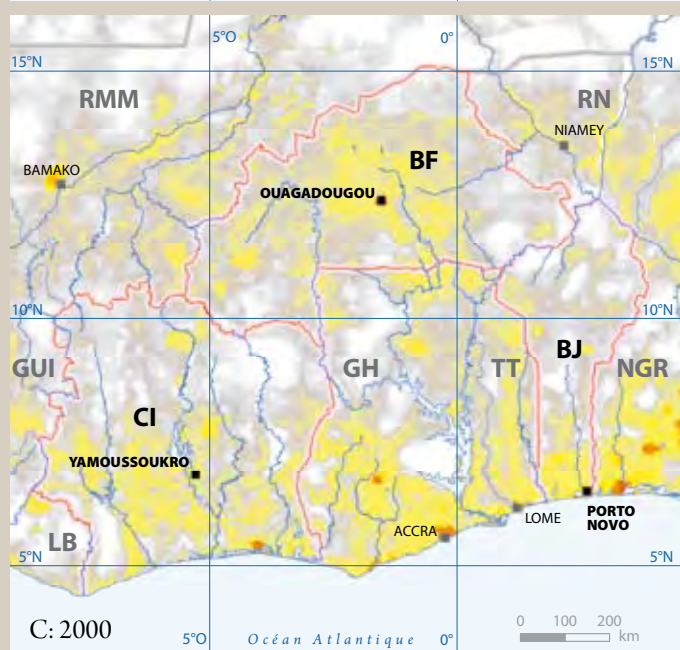 5°O 0°
15°N 15°N
RMM RN
NIAMEY
BAMAKO BF
OUAGADOUGOU
10°N 10°N
GUI GH TT BJ NGR
CI
YAMOUSSOUKRO
LB ACCRA LOME PORTO
NOVO
5°N 5°N
C: 2000 0 100 200
km
5°O Océan Atlantique 0°